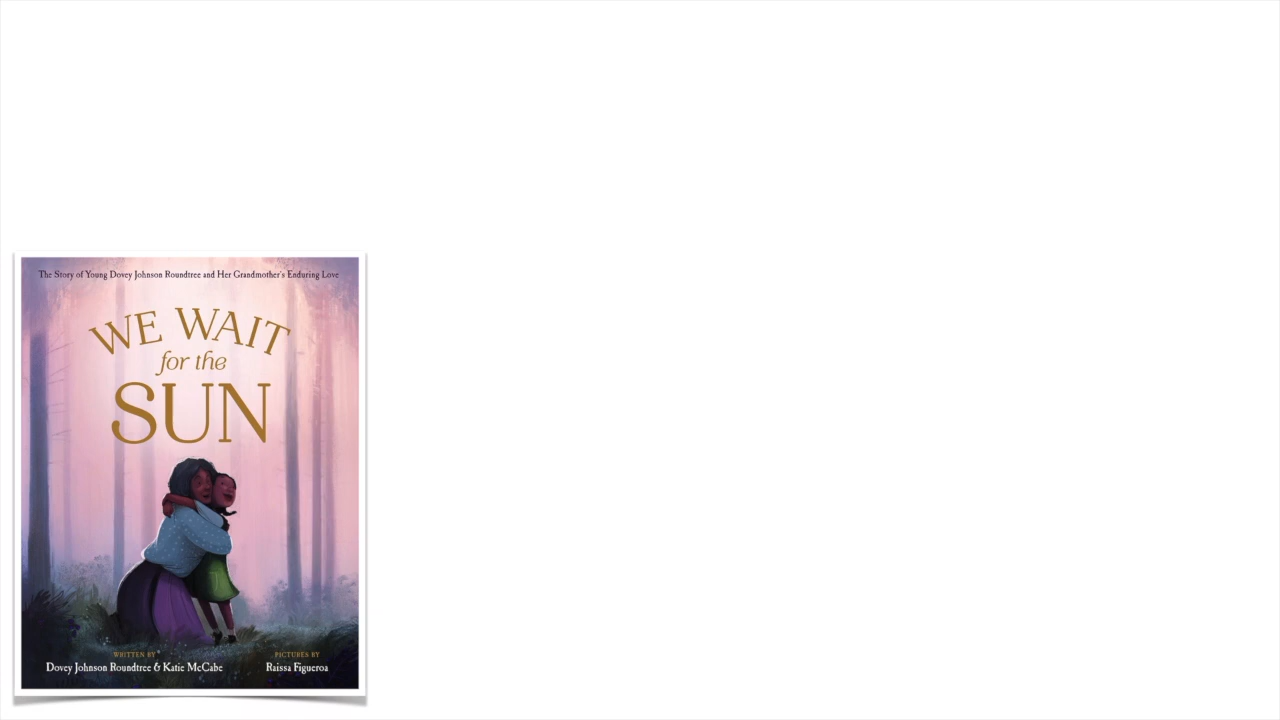 The Story of Young Dovey Johnson Roundtree and Her Grandmother's Enduring Love
WE WAIT
for the
SUN
WRITTEN BY
Dovey Johnson Roundtree & Katie McCabe
PICTURES BY
Raissa Figueroa